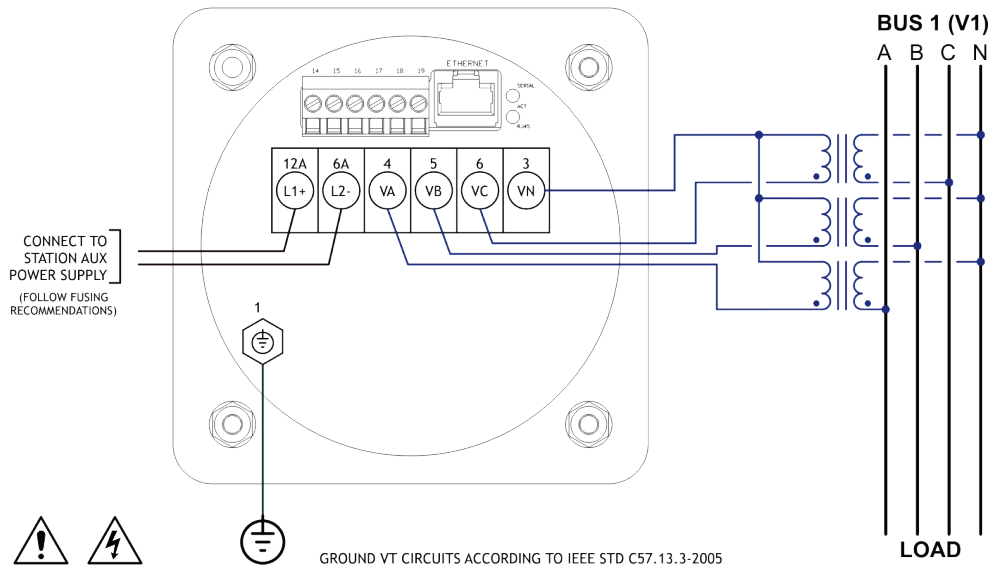 BUS 1 (V1)
A B C N
ETHERNET
14 15 16 17 18 19
SERIAL
ACT
RJ45
12A 6A 4 5 6 3
L1+ L2- VA VB VC VN
CONNECT TO
STATION AUX
POWER SUPPLY
(FOLLOW FUSING
RECOMMENDATIONS)
1
LOAD
GROUND VT CIRCUITS ACCORDING TO IEEE STD C57.13.3-2005